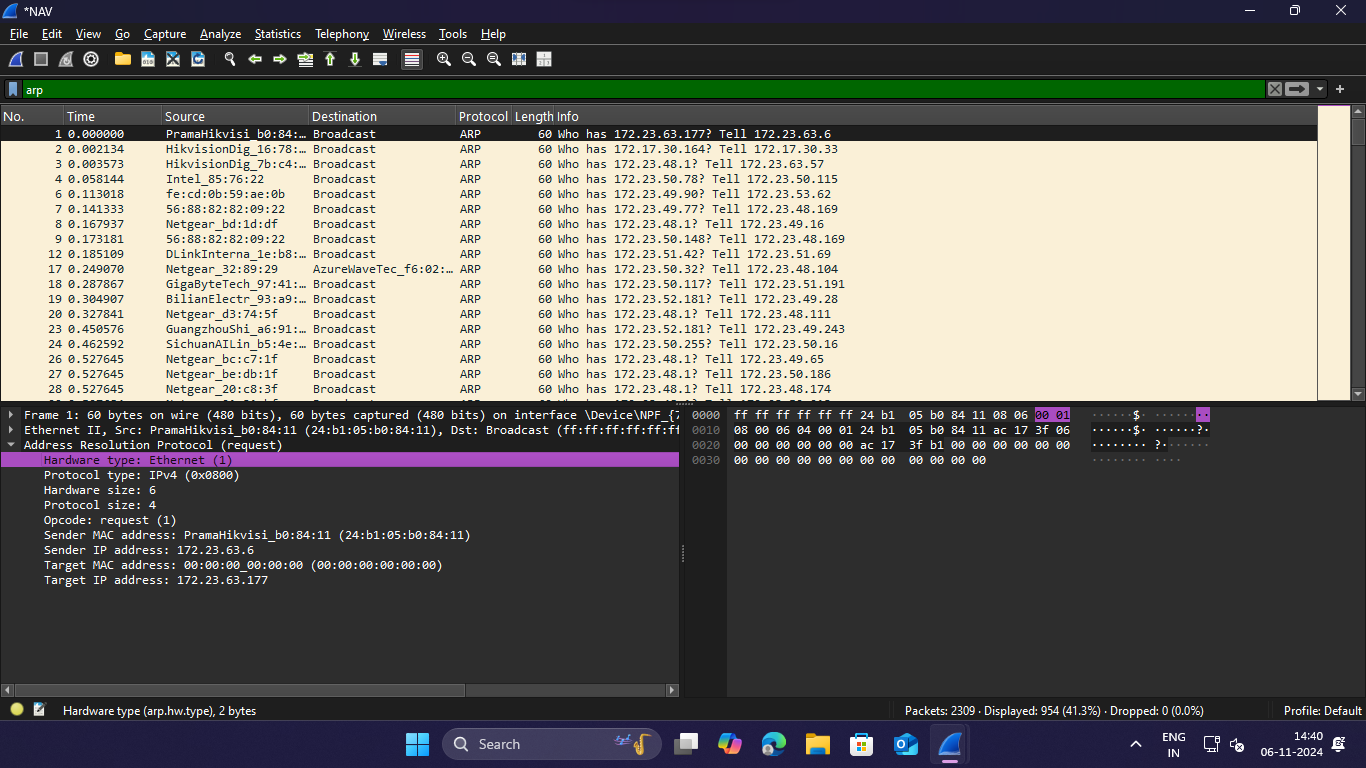 *NAV
File Edit View Go Capture Analyze Statistics Telephony Wireless Tools Help
arp
No. Time Source Destination Protocol Length Info
1 0.000000 PramaHikvisi_b0:84:… Broadcast ARP 60 Who has 172.23.63.177? Tell 172.23.63.6
2 0.002134 HikvisionDig_16:78:… Broadcast ARP 60 Who has 172.17.30.164? Tell 172.17.30.33
3 0.003573 HikvisionDig_7b:c4:… Broadcast ARP 60 Who has 172.23.48.1? Tell 172.23.63.57
4 0.058144 Intel_85:76:22 Broadcast ARP 60 Who has 172.23.50.78? Tell 172.23.50.115
6 0.113018 fe:cd:0b:59:ae:0b Broadcast ARP 60 Who has 172.23.49.90? Tell 172.23.53.62
7 0.141333 56:88:82:82:09:22 Broadcast ARP 60 Who has 172.23.49.77? Tell 172.23.48.169
8 0.167937 Netgear_bd:1d:df Broadcast ARP 60 Who has 172.23.48.1? Tell 172.23.49.16
9 0.173181 56:88:82:82:09:22 Broadcast ARP 60 Who has 172.23.50.148? Tell 172.23.48.169
12 0.185109 DLinkInterna_1e:b8:… Broadcast ARP 60 Who has 172.23.51.42? Tell 172.23.51.69
17 0.249070 Netgear_32:89:29 AzureWaveTec_f6:02:… ARP 60 Who has 172.23.50.32? Tell 172.23.48.104
18 0.287867 GigaByteTech_97:41:… Broadcast ARP 60 Who has 172.23.50.117? Tell 172.23.51.191
19 0.304907 BilianElectr_93:a9:… Broadcast ARP 60 Who has 172.23.52.181? Tell 172.23.49.28
20 0.327841 Netgear_d3:74:5f Broadcast ARP 60 Who has 172.23.48.1? Tell 172.23.48.111
23 0.450576 GuangzhouShi_a6:91:… Broadcast ARP 60 Who has 172.23.52.181? Tell 172.23.49.243
24 0.462592 SichuanAILin_b5:4e:… Broadcast ARP 60 Who has 172.23.50.255? Tell 172.23.50.16
26 0.527645 Netgear_bc:c7:1f Broadcast ARP 60 Who has 172.23.48.1? Tell 172.23.49.65
27 0.527645 Netgear_be:db:1f Broadcast ARP 60 Who has 172.23.48.1? Tell 172.23.50.186
28 0.527645 Netgear_20:c8:3f Broadcast ARP 60 Who has 172.23.48.1? Tell 172.23.48.174
Frame 1: 60 bytes on wire (480 bits), 60 bytes captured (480 bits) on interface \Device\NPF_{7
Ethernet II, Src: PramaHikvisi_b0:84:11 (24:b1:05:b0:84:11), Dst: Broadcast (ff:ff:ff:ff:ff:ff
Address Resolution Protocol (request)
Hardware type: Ethernet (1)
Protocol type: IPv4 (0x0800)
Hardware size: 6
Protocol size: 4
Opcode: request (1)
Sender MAC address: PramaHikvisi_b0:84:11 (24:b1:05:b0:84:11)
Sender IP address: 172.23.63.6
Target MAC address: 00:00:00_00:00:00 (00:00:00:00:00:00)
Target IP address: 172.23.63.177
0000 ff ff ff ff ff ff 24 b1 05 b0 84 11 08 06 00 01 ······$· ········
0010 08 00 06 04 00 01 24 b1 05 b0 84 11 ac 17 3f 06 ······$· ······?·
0020 00 00 00 00 00 00 ac 17 3f b1 00 00 00 00 00 00 ········ ?·······
0030 00 00 00 00 00 00 00 00 00 00 00 00 ········ ····
Hardware type (arp.hw.type), 2 bytes
Packets: 2309 · Displayed: 954 (41.3%) · Dropped: 0 (0.0%)
Profile: Default
Search
ENG
IN
14:40
06-11-2024